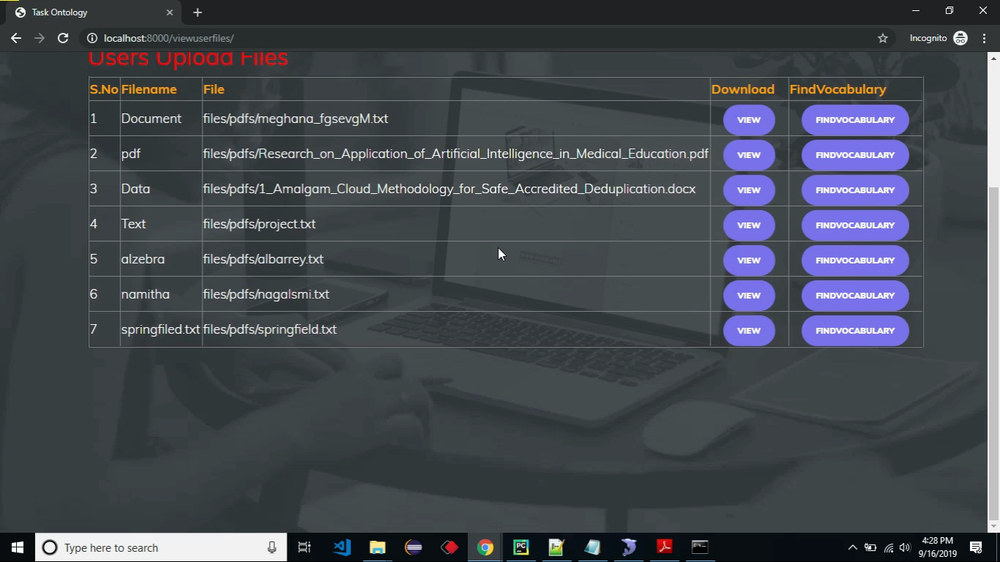 Task Ontology
localhost:8000/viewuserfiles/
Incognito
Users Upload Files
S.No Filename File Download FindVocabulary
1 Document files/pdfs/meghana_fgsevgM.txt VIEW FINDVOCABULARY
2 pdf files/pdfs/Research_on_Application_of_Artificial_Intelligence_in_Medical_Education.pdf VIEW FINDVOCABULARY
3 Data files/pdfs/1_Amalgam_Cloud_Methodology_for_Safe_Accredited_Deduplication.docx VIEW FINDVOCABULARY
4 Text files/pdfs/project.txt VIEW FINDVOCABULARY
5 alzebra files/pdfs/albarrey.txt VIEW FINDVOCABULARY
6 namitha files/pdfs/nagalsmi.txt VIEW FINDVOCABULARY
7 springfiled.txt files/pdfs/springfield.txt VIEW FINDVOCABULARY
Type here to search
PC
4:28 PM
9/16/2019